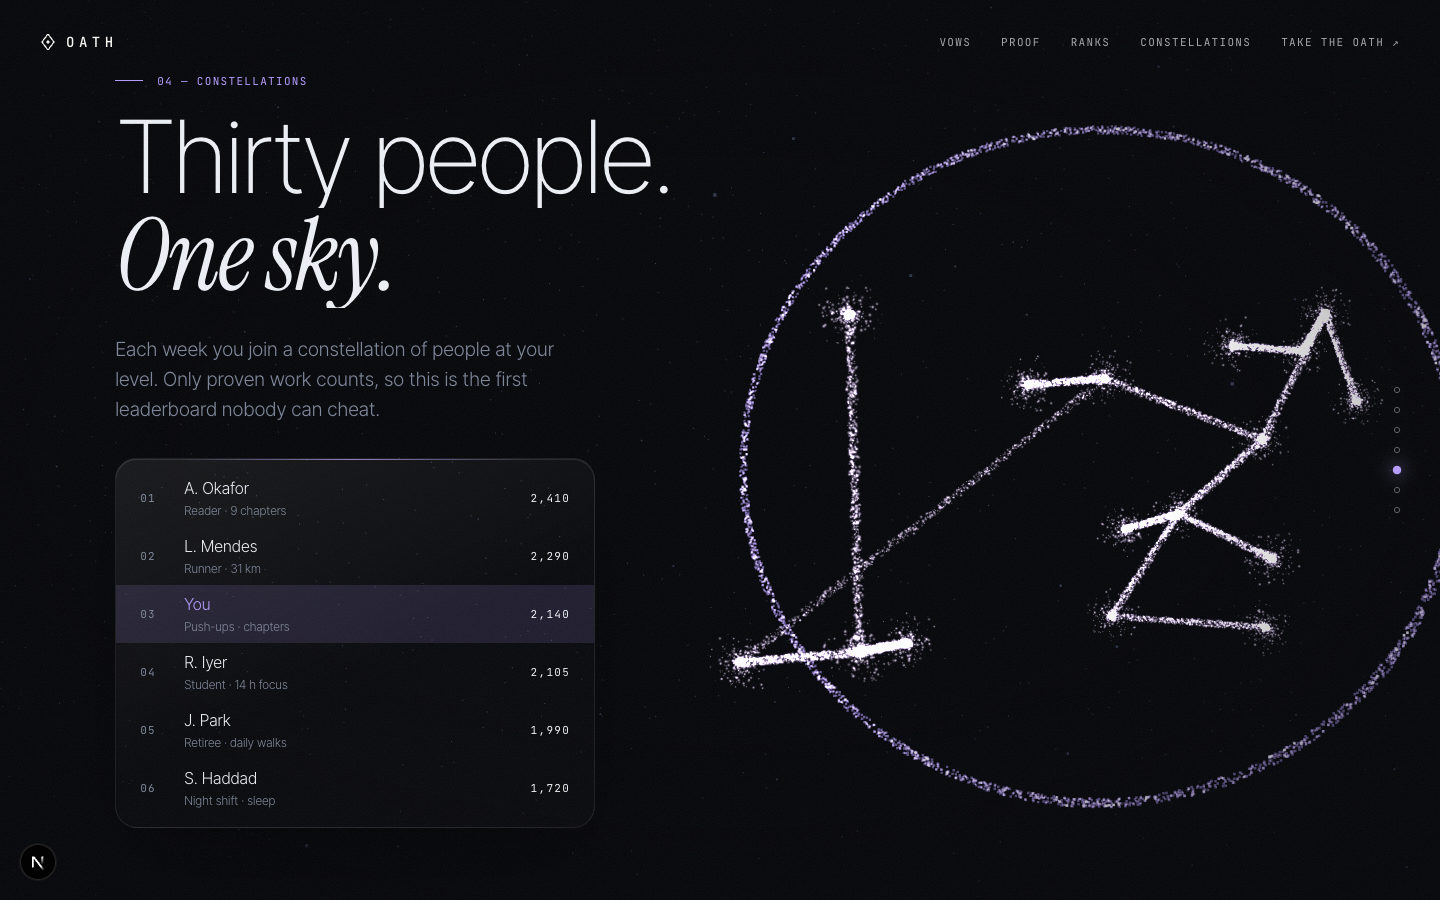 OATH
VOWS PROOF RANKS CONSTELLATIONS TAKE THE OATH ↗
04 — CONSTELLATIONS
Thirty people.
One sky.
Each week you join a constellation of people at your
level. Only proven work counts, so this is the first
leaderboard nobody can cheat.
01 A. Okafor 2,410
Reader · 9 chapters
02 L. Mendes 2,290
Runner · 31 km
03 You 2,140
Push-ups · chapters
04 R. Iyer 2,105
Student · 14 h focus
05 J. Park 1,990
Retiree · daily walks
06 S. Haddad 1,720
Night shift · sleep
N